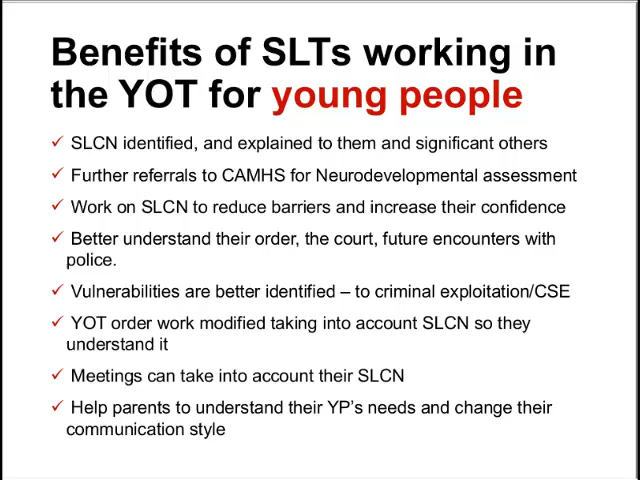 Benefits of SLTs working in
the YOT for young people
✓ SLCN identified, and explained to them and significant others
✓ Further referrals to CAMHS for Neurodevelopmental assessment
✓ Work on SLCN to reduce barriers and increase their confidence
✓ Better understand their order, the court, future encounters with
police.
✓ Vulnerabilities are better identified – to criminal exploitation/CSE
✓ YOT order work modified taking into account SLCN so they
understand it
✓ Meetings can take into account their SLCN
✓ Help parents to understand their YP’s needs and change their
communication style